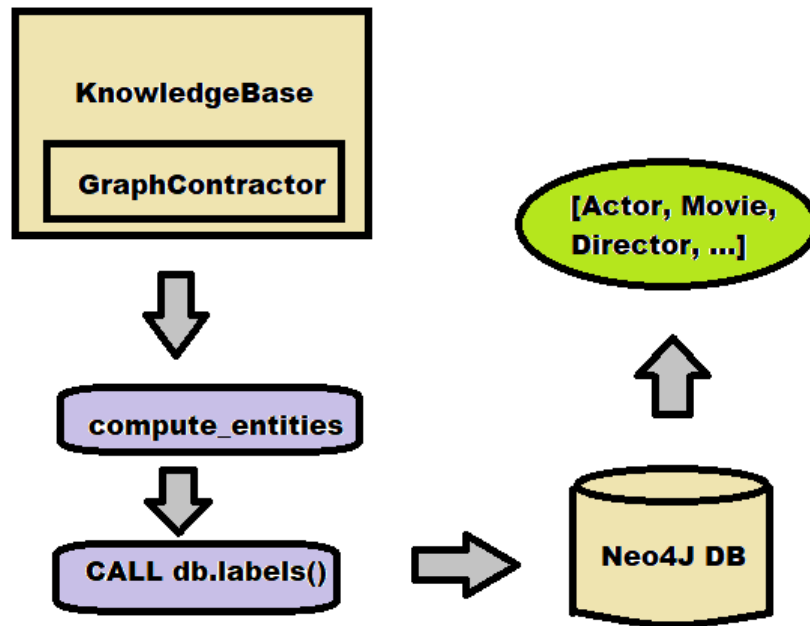 KnowledgeBase
GraphContractor
compute_entities
CALL db.labels()
Neo4J DB
[Actor, Movie,
Director, ...]